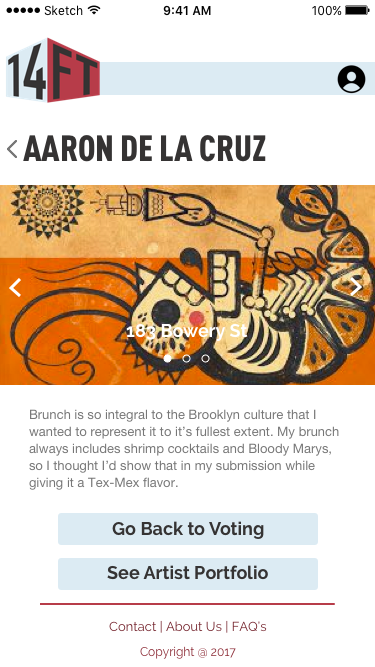 Sketch 9:41 AM 100%
14FT
AARON DE LA CRUZ
183 Bowery St
Brunch is so integral to the Brooklyn culture that I
wanted to represent it to it's fullest extent. My brunch
always includes shrimp cocktails and Bloody Marys,
so I thought I'd show that in my submission while
giving it a Tex-Mex flavor.
Go Back to Voting
See Artist Portfolio
Contact | About Us | FAQ's
Copyright @ 2017